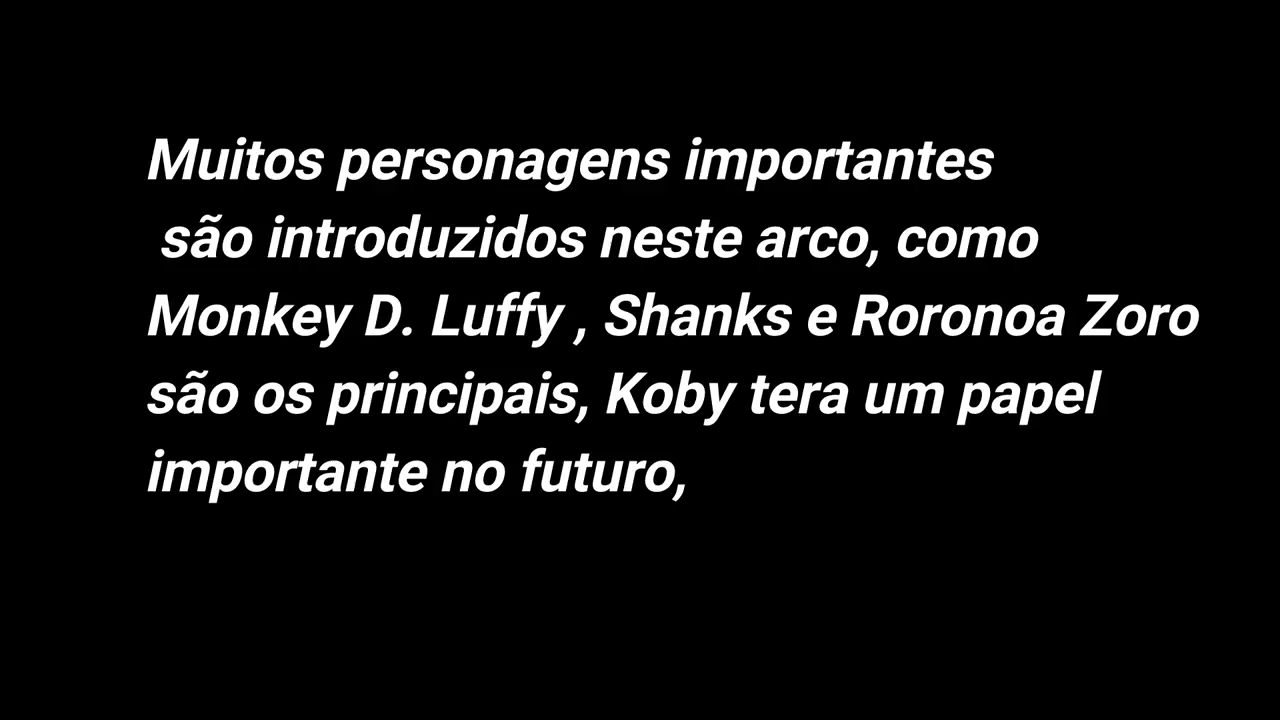 Muitos personagens importantes
são introduzidos neste arco, como
Monkey D. Luffy , Shanks e Roronoa Zoro
são os principais, Koby tera um papel
importante no futuro,